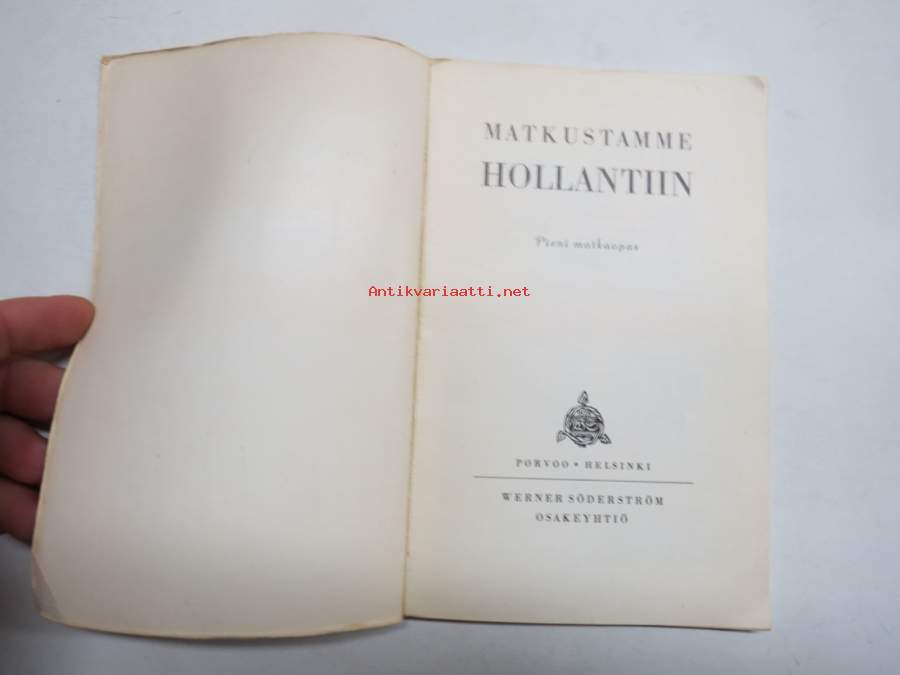 MATKUSTAMME
HOLLANTIIN
Pieni matkaopas
Antikvariaatti.net
PORVOO • HELSINKI
WERNER SÖDERSTRÖM
OSAKEYHTIÖ